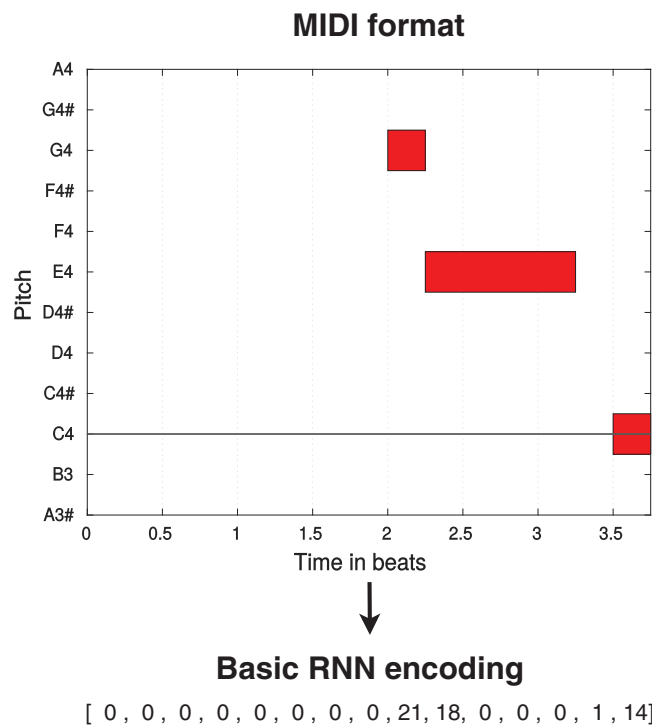 MIDI format
A4
G4#
G4
F4#
F4
E4
D4#
D4
C4#
C4
B3
A3#
Pitch
0 0.5 1 1.5 2 2.5 3 3.5
Time in beats
Basic RNN encoding
[ 0 , 0 , 0 , 0 , 0 , 0 , 0 , 0 , 21, 18, 0 , 0 , 0 , 1 , 14]